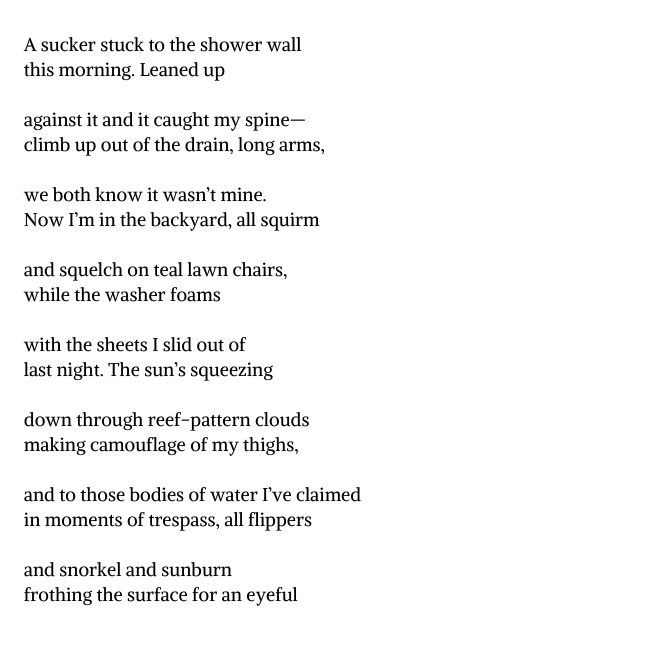 A sucker stuck to the shower wall
this morning. Leaned up
against it and it caught my spine—
climb up out of the drain, long arms,
we both know it wasn’t mine.
Now I’m in the backyard, all squirm
and squelch on teal lawn chairs,
while the washer foams
with the sheets I slid out of
last night. The sun’s squeezing
down through reef-pattern clouds
making camouflage of my thighs,
and to those bodies of water I’ve claimed
in moments of trespass, all flippers
and snorkel and sunburn
frothing the surface for an eyeful